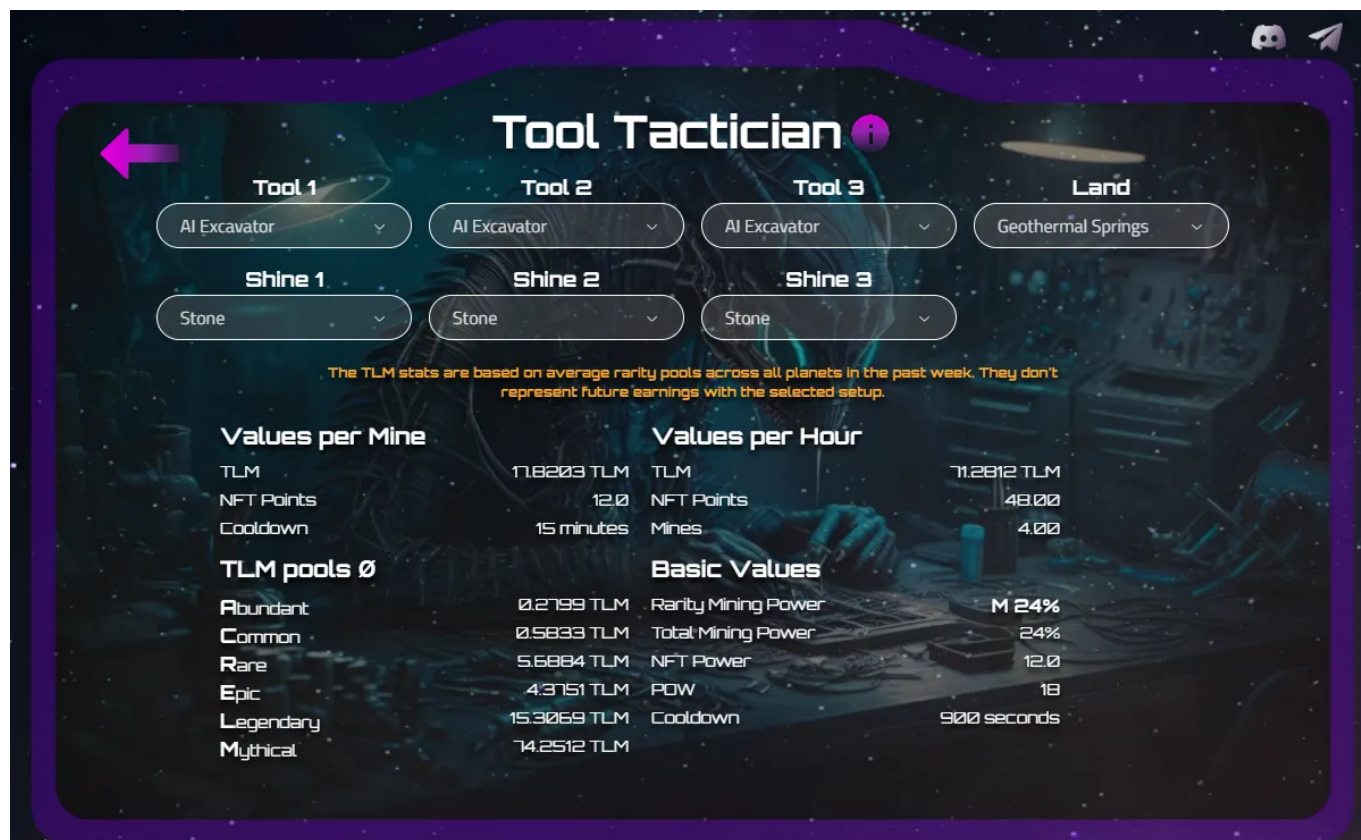 Tool Tactician i
Tool 1 Tool 2 Tool 3 Land
AI Excavator AI Excavator AI Excavator Geothermal Springs
Shine 1 Shine 2 Shine 3
Stone Stone Stone
The TLM stats are based on average rarity pools across all planets in the past week. They don't
represent future earnings with the selected setup.
Values per Mine Values per Hour
TLM 17.8203 TLM TLM 71.2812 TLM
NFT Points 12.0 NFT Points 48.00
Cooldown 15 minutes Mines 4.00
TLM pools Ø Basic Values
Abundant 0.2799 TLM Rarity Mining Power M 24%
Common 0.5833 TLM Total Mining Power 24%
Rare 5.6884 TLM NFT Power 12.0
Epic 4.3751 TLM POW 18
Legendary 15.3069 TLM Cooldown 900 seconds
Mythical 74.2512 TLM